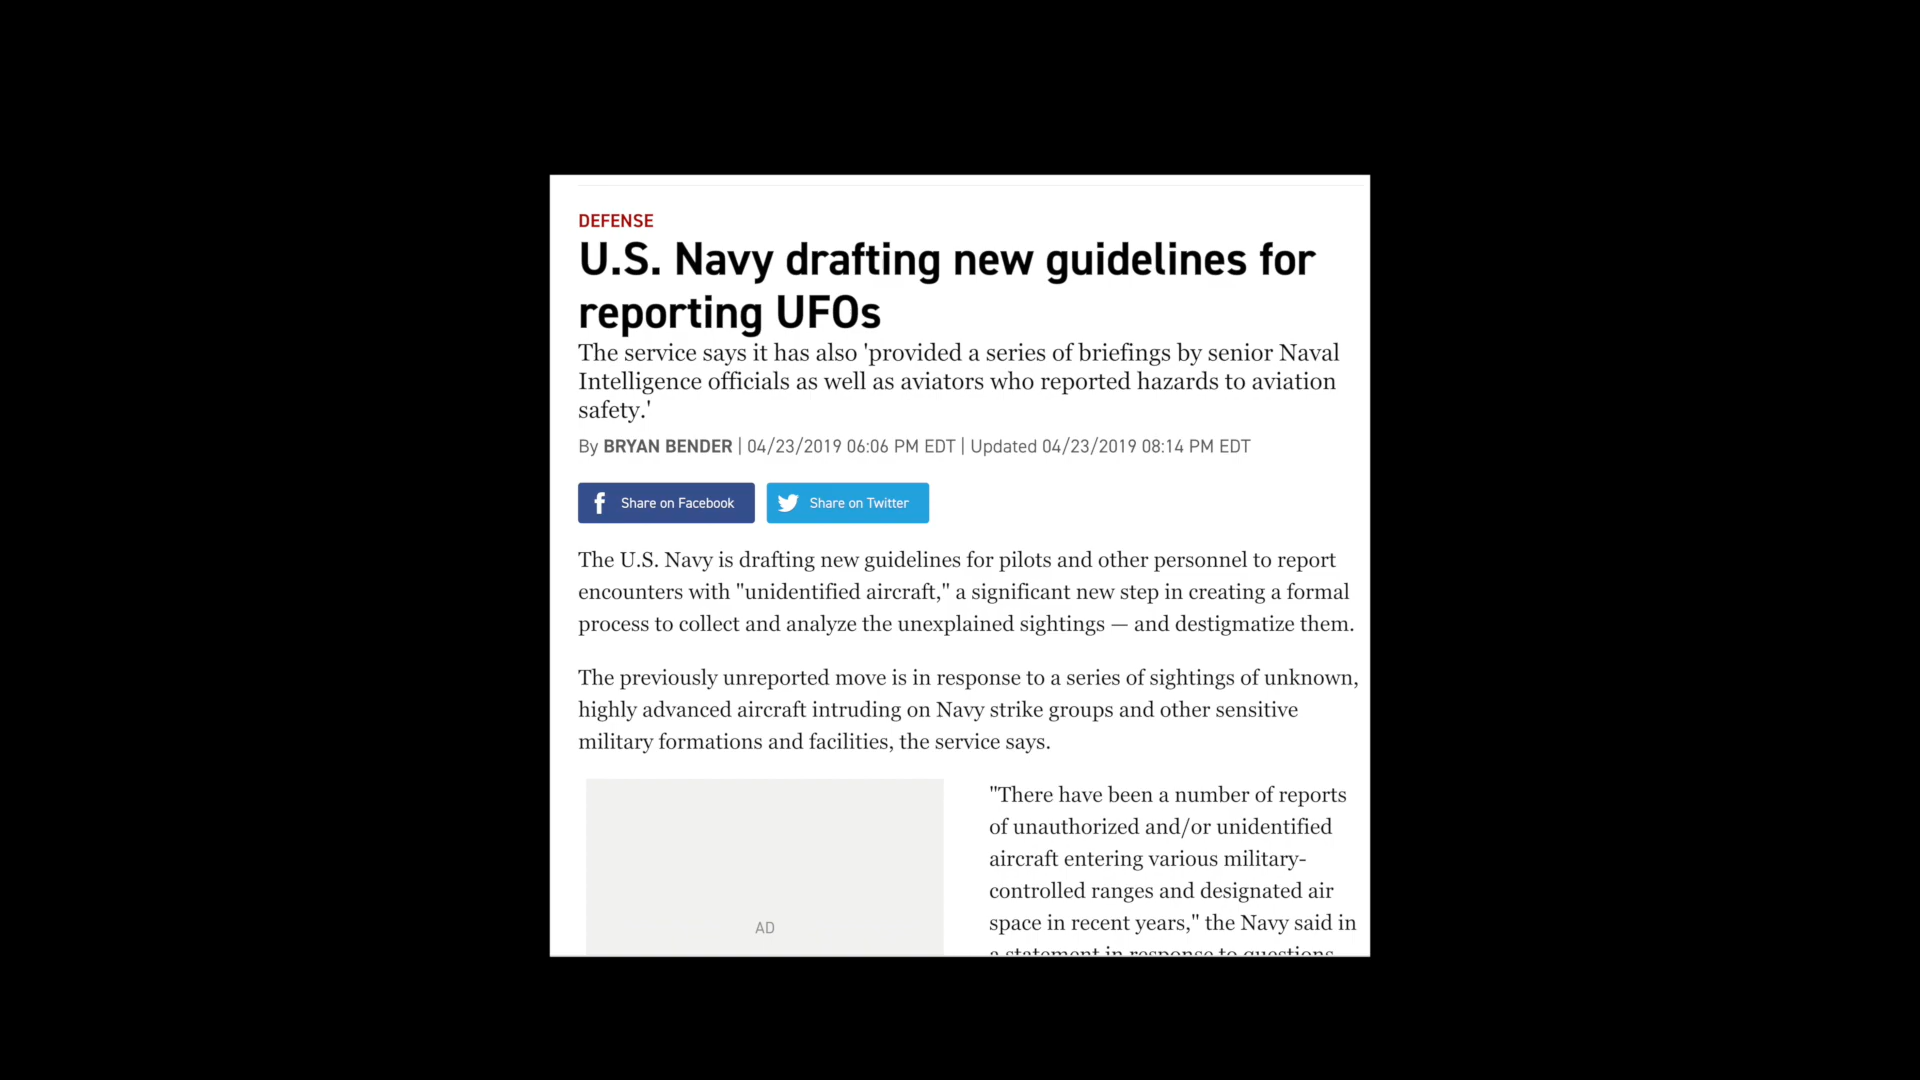 DEFENSE
U.S. Navy drafting new guidelines for
reporting UFOs
The service says it has also 'provided a series of briefings by senior Naval
Intelligence officials as well as aviators who reported hazards to aviation
safety.'
By BRYAN BENDER | 04/23/2019 06:06 PM EDT | Updated 04/23/2019 08:14 PM EDT
Share on Facebook
Share on Twitter
The U.S. Navy is drafting new guidelines for pilots and other personnel to report
encounters with "unidentified aircraft," a significant new step in creating a formal
process to collect and analyze the unexplained sightings — and destigmatize them.
The previously unreported move is in response to a series of sightings of unknown,
highly advanced aircraft intruding on Navy strike groups and other sensitive
military formations and facilities, the service says.
AD
"There have been a number of reports
of unauthorized and/or unidentified
aircraft entering various military-
controlled ranges and designated air
space in recent years," the Navy said in
a statement in response to questions